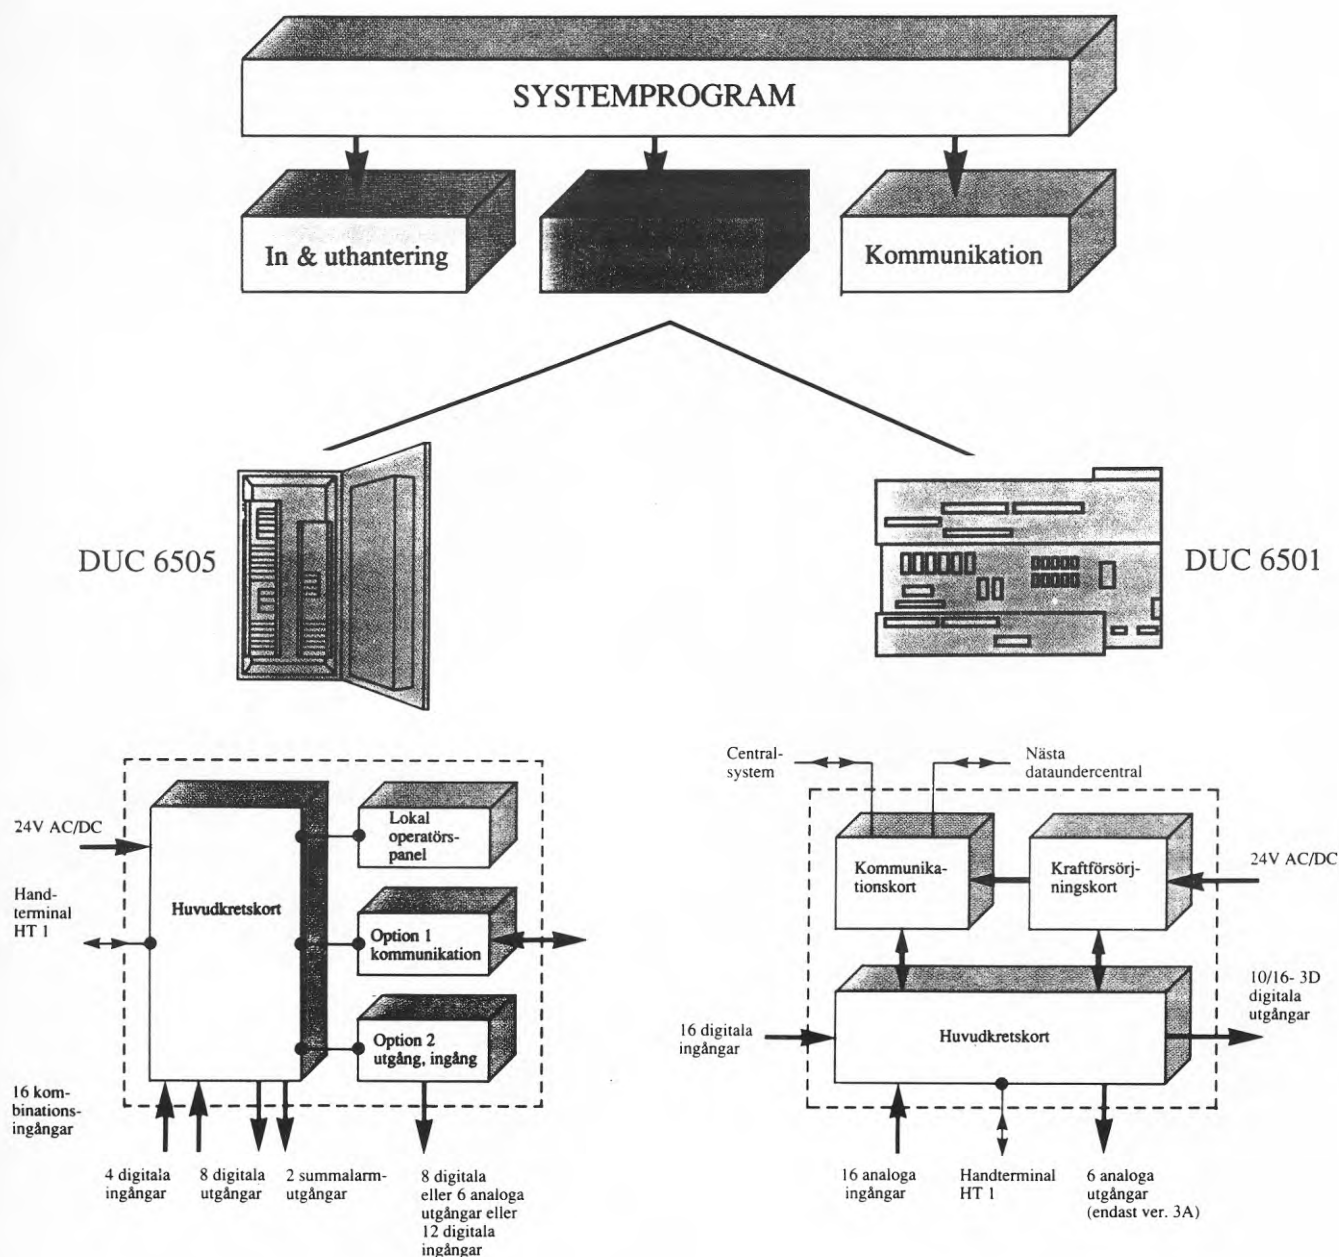 SYSTEMPROGRAM
In & uthantering
Kommunikation
DUC 6505
DUC 6501
24V AC/DC
Hand-
terminal
HT 1
Huvudkretskort
Lokal
operatörs-
panel
Option 1
kommunikation
Option 2
utgång, ingång
16 kom-
binations-
ingångar
4 digitala
ingångar
8 digitala
utgångar
2 summalarm-
utgångar
8 digitala
eller 6 analoga
utgångar eller
12 digitala
ingångar
Central-
system
Nästa
dataundercentral
Kommunika-
tionskort
Kraftförsörj-
ningskort
24V AC/DC
16 digitala
ingångar
Huvudkretskort
10/16- 3D
digitala
utgångar
16 analoga
ingångar
Handterminal
HT 1
6 analoga
utgångar
(endast ver. 3A)